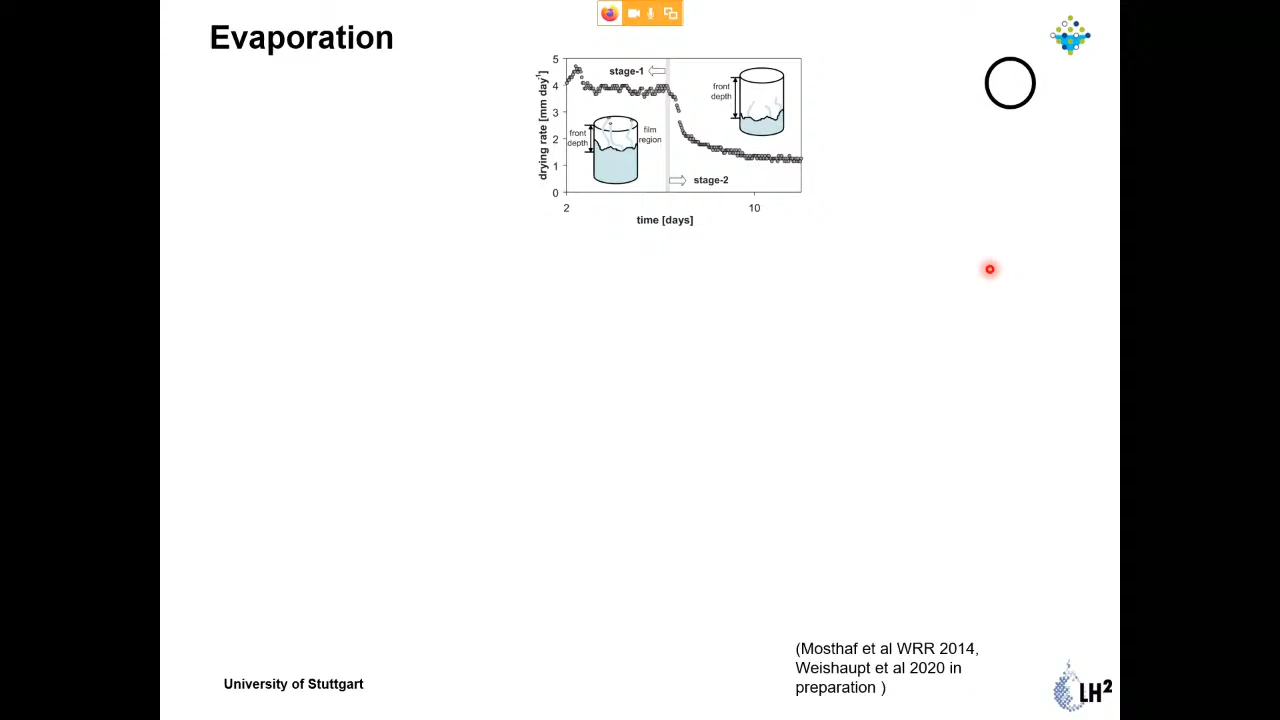 Evaporation
5
4
3
2
1
0
drying rate [mm day-1]
stage-1
front
depth
film
region
front
depth
stage-2
2
10
time [days]
(Mosthaf et al WRR 2014,
Weishaupt et al 2020 in
preparation )
University of Stuttgart
LH2